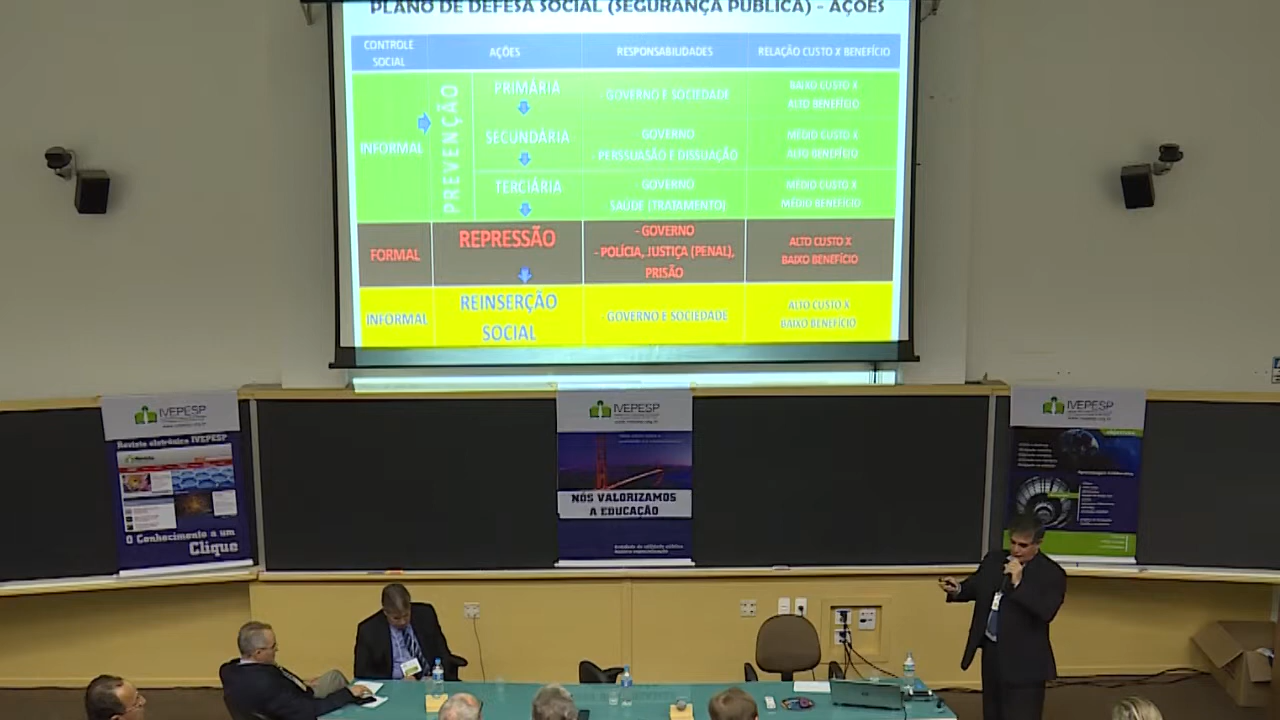 PLANO DE DEFESA SOCIAL (SEGURANÇA PÚBLICA) - AÇÕES
CONTROLE
SOCIAL
AÇÕES
RESPONSABILIDADES
RELAÇÃO CUSTO X BENEFÍCIO
INFORMAL
PREVENÇÃO
PRIMÁRIA
- GOVERNO E SOCIEDADE
BAIXO CUSTO X
ALTO BENEFÍCIO
SECUNDÁRIA
- GOVERNO
- PERSSUASÃO E DISSUAÇÃO
MÉDIO CUSTO X
ALTO BENEFÍCIO
TERCIÁRIA
- GOVERNO
SAÚDE (TRATAMENTO)
MÉDIO CUSTO X
MÉDIO BENEFÍCIO
FORMAL
REPRESSÃO
- GOVERNO
- POLÍCIA, JUSTIÇA (PENAL),
PRISÃO
ALTO CUSTO X
BAIXO BENEFÍCIO
INFORMAL
REINSERÇÃO
SOCIAL
- GOVERNO E SOCIEDADE
ALTO CUSTO X
BAIXO BENEFÍCIO
IVEPESP
Revista eletrônica IVEPESP
O Conhecimento a um
Clique
IVEPESP
NÓS VALORIZAMOS
A EDUCAÇÃO
IVEPESP